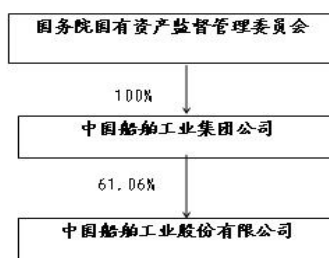 国务院国有资产监督管理委员会
100%
中国船舶工业集团公司
61.06%
中国船舶工业股份有限公司